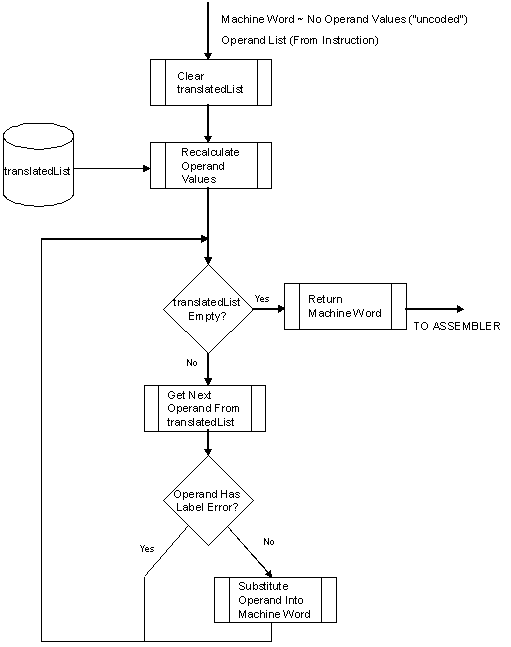 Machine Word ~ No Operand Values ("uncoded")
Operand List (From Instruction)
Clear
translatedList
Recalculate
Operand
Values
translatedList
translatedList
Empty?
Yes
Return
MachineWord
TO ASSEMBLER
No
Get Next
Operand From
translatedList
Operand Has
Label Error?
Yes
No
Substitute
Operand Into
Machine Word